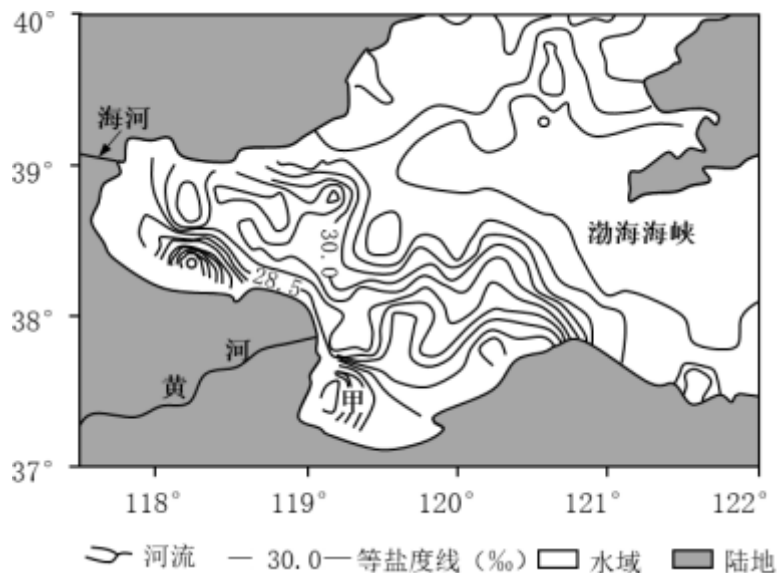 40°
海河
39°
30.0
渤海海峡
28.5
38°
河
黄
甲
37°
118° 119° 120° 121° 122°
河流 — 30.0— 等盐度线(‰) 水域 陆地